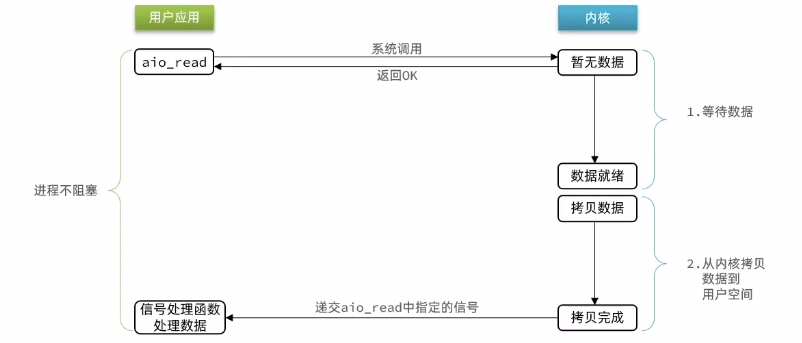 用户应用
内核
aio_read
系统调用
返回OK
暂无数据
1.等待数据
数据就绪
进程不阻塞
拷贝数据
2.从内核拷贝
数据到
用户空间
信号处理函数
处理数据
递交aio_read中指定的信号
拷贝完成